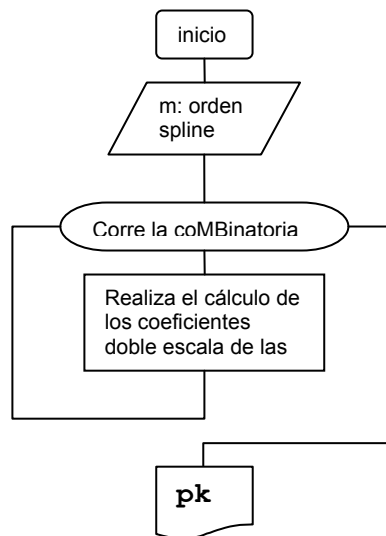 inicio
m: orden
spline
Corre la coMBinatoria
Realiza el cálculo de
los coeficientes
doble escala de las
pk